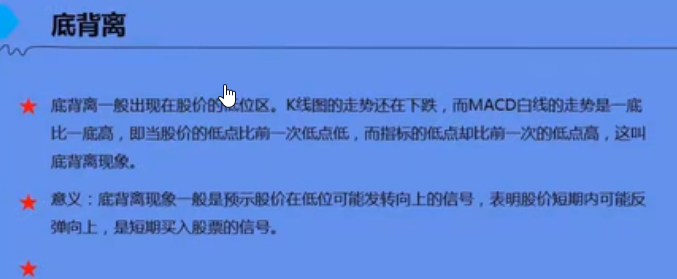 底背离
底背离一般出现在股价的低位区。K线图的走势还在下跌，而MACD白线的走势是一底
比一底高，即当股价的低点比前一次低点低，而指标的低点却比前一次的低点高，这叫
底背离现象。
意义：底背离现象一般是预示股价在低位可能发转向上的信号，表明股价短期内可能反
弹向上，是短期买入股票的信号。